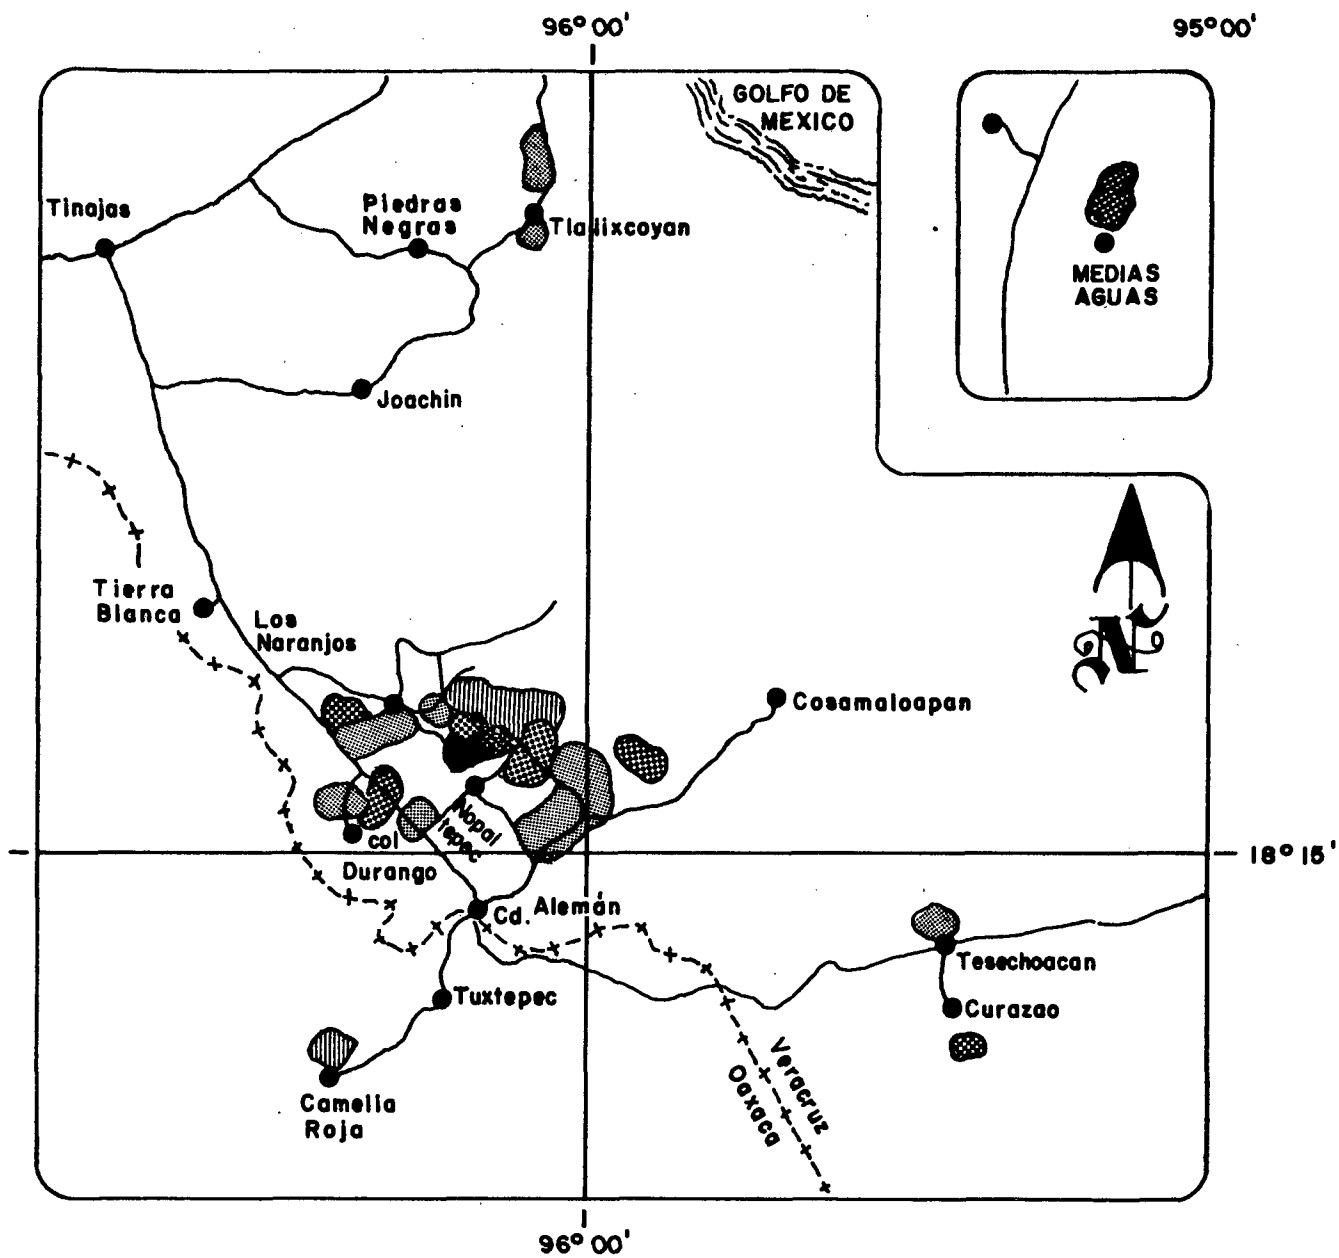 96°00'
95°00'
GOLFO DE
MEXICO
Tinajas
Piedras
Negras
Tlalixcoyan
MEDIAS
AGUAS
Joachin
Tierra
Blanca
Los
Naranjos
N
Cosamaloapan
Nopal
tepec
col
Durango
18°15'
Cd. Alemán
Tesechoacan
Tuxtepec
Curazao
Veracruz
Oaxaca
Camelia
Roja
96°00'